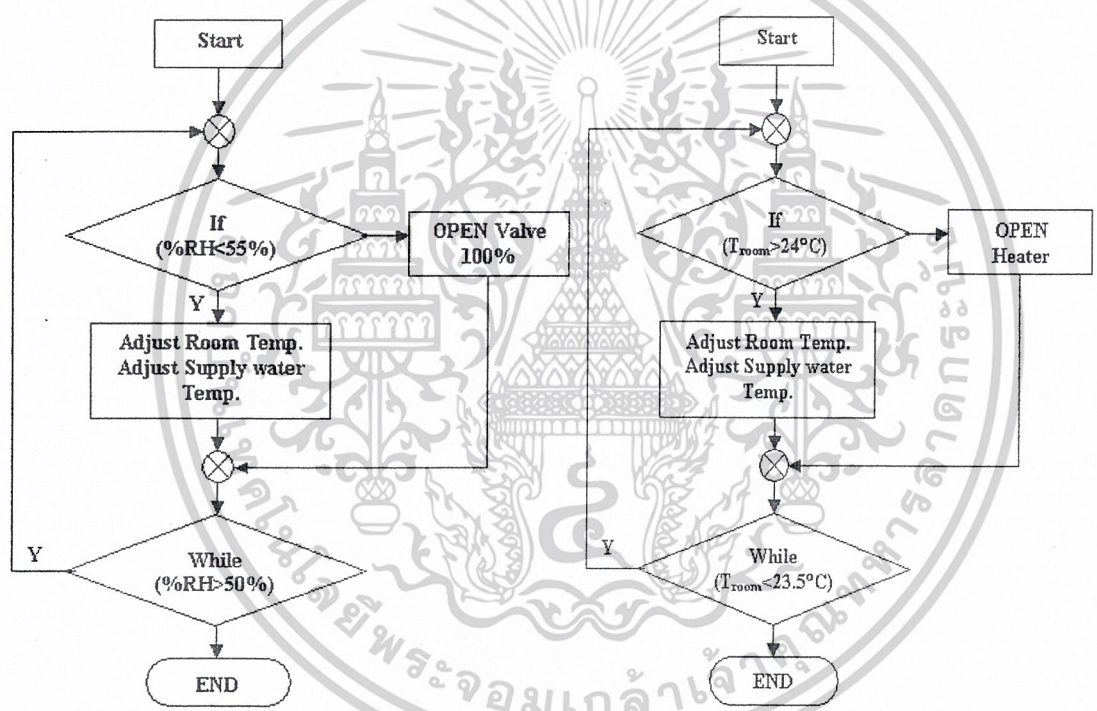 Start
If
(%RH<55%)
OPEN Valve
100%
Y
Adjust Room Temp.
Adjust Supply water
Temp.
Y
While
(%RH>50%)
END
Start
If
(Troom>24°C)
OPEN
Heater
Y
Adjust Room Temp.
Adjust Supply water
Temp.
Y
While
(Troom<23.5°C)
END